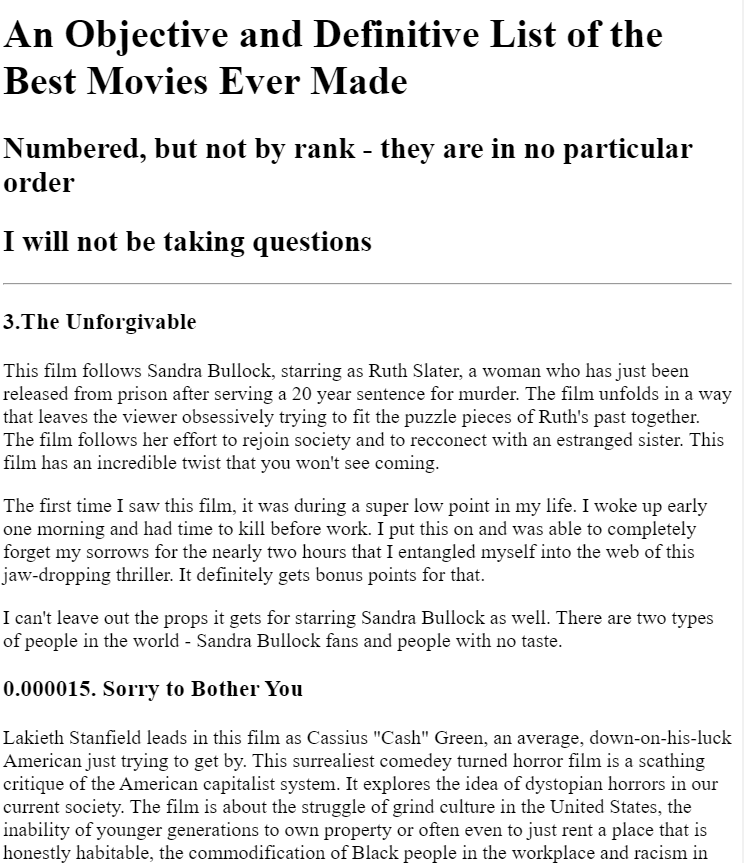 An Objective and Definitive List of the
Best Movies Ever Made
Numbered, but not by rank - they are in no particular
order
I will not be taking questions
3.The Unforgivable
This film follows Sandra Bullock, starring as Ruth Slater, a woman who has just been
released from prison after serving a 20 year sentence for murder. The film unfolds in a way
that leaves the viewer obsessively trying to fit the puzzle pieces of Ruth's past together.
The film follows her effort to rejoin society and to recconect with an estranged sister. This
film has an incredible twist that you won't see coming.
The first time I saw this film, it was during a super low point in my life. I woke up early
one morning and had time to kill before work. I put this on and was able to completely
forget my sorrows for the nearly two hours that I entangled myself into the web of this
jaw-dropping thriller. It definitely gets bonus points for that.
I can't leave out the props it gets for starring Sandra Bullock as well. There are two types
of people in the world - Sandra Bullock fans and people with no taste.
0.000015. Sorry to Bother You
Lakieth Stanfield leads in this film as Cassius "Cash" Green, an average, down-on-his-luck
American just trying to get by. This surrealiest comedey turned horror film is a scathing
critique of the American capitalist system. It explores the idea of dystopian horrors in our
current society. The film is about the struggle of grind culture in the United States, the
inability of younger generations to own property or often even to just rent a place that is
honestly habitable, the commodification of Black people in the workplace and racism in